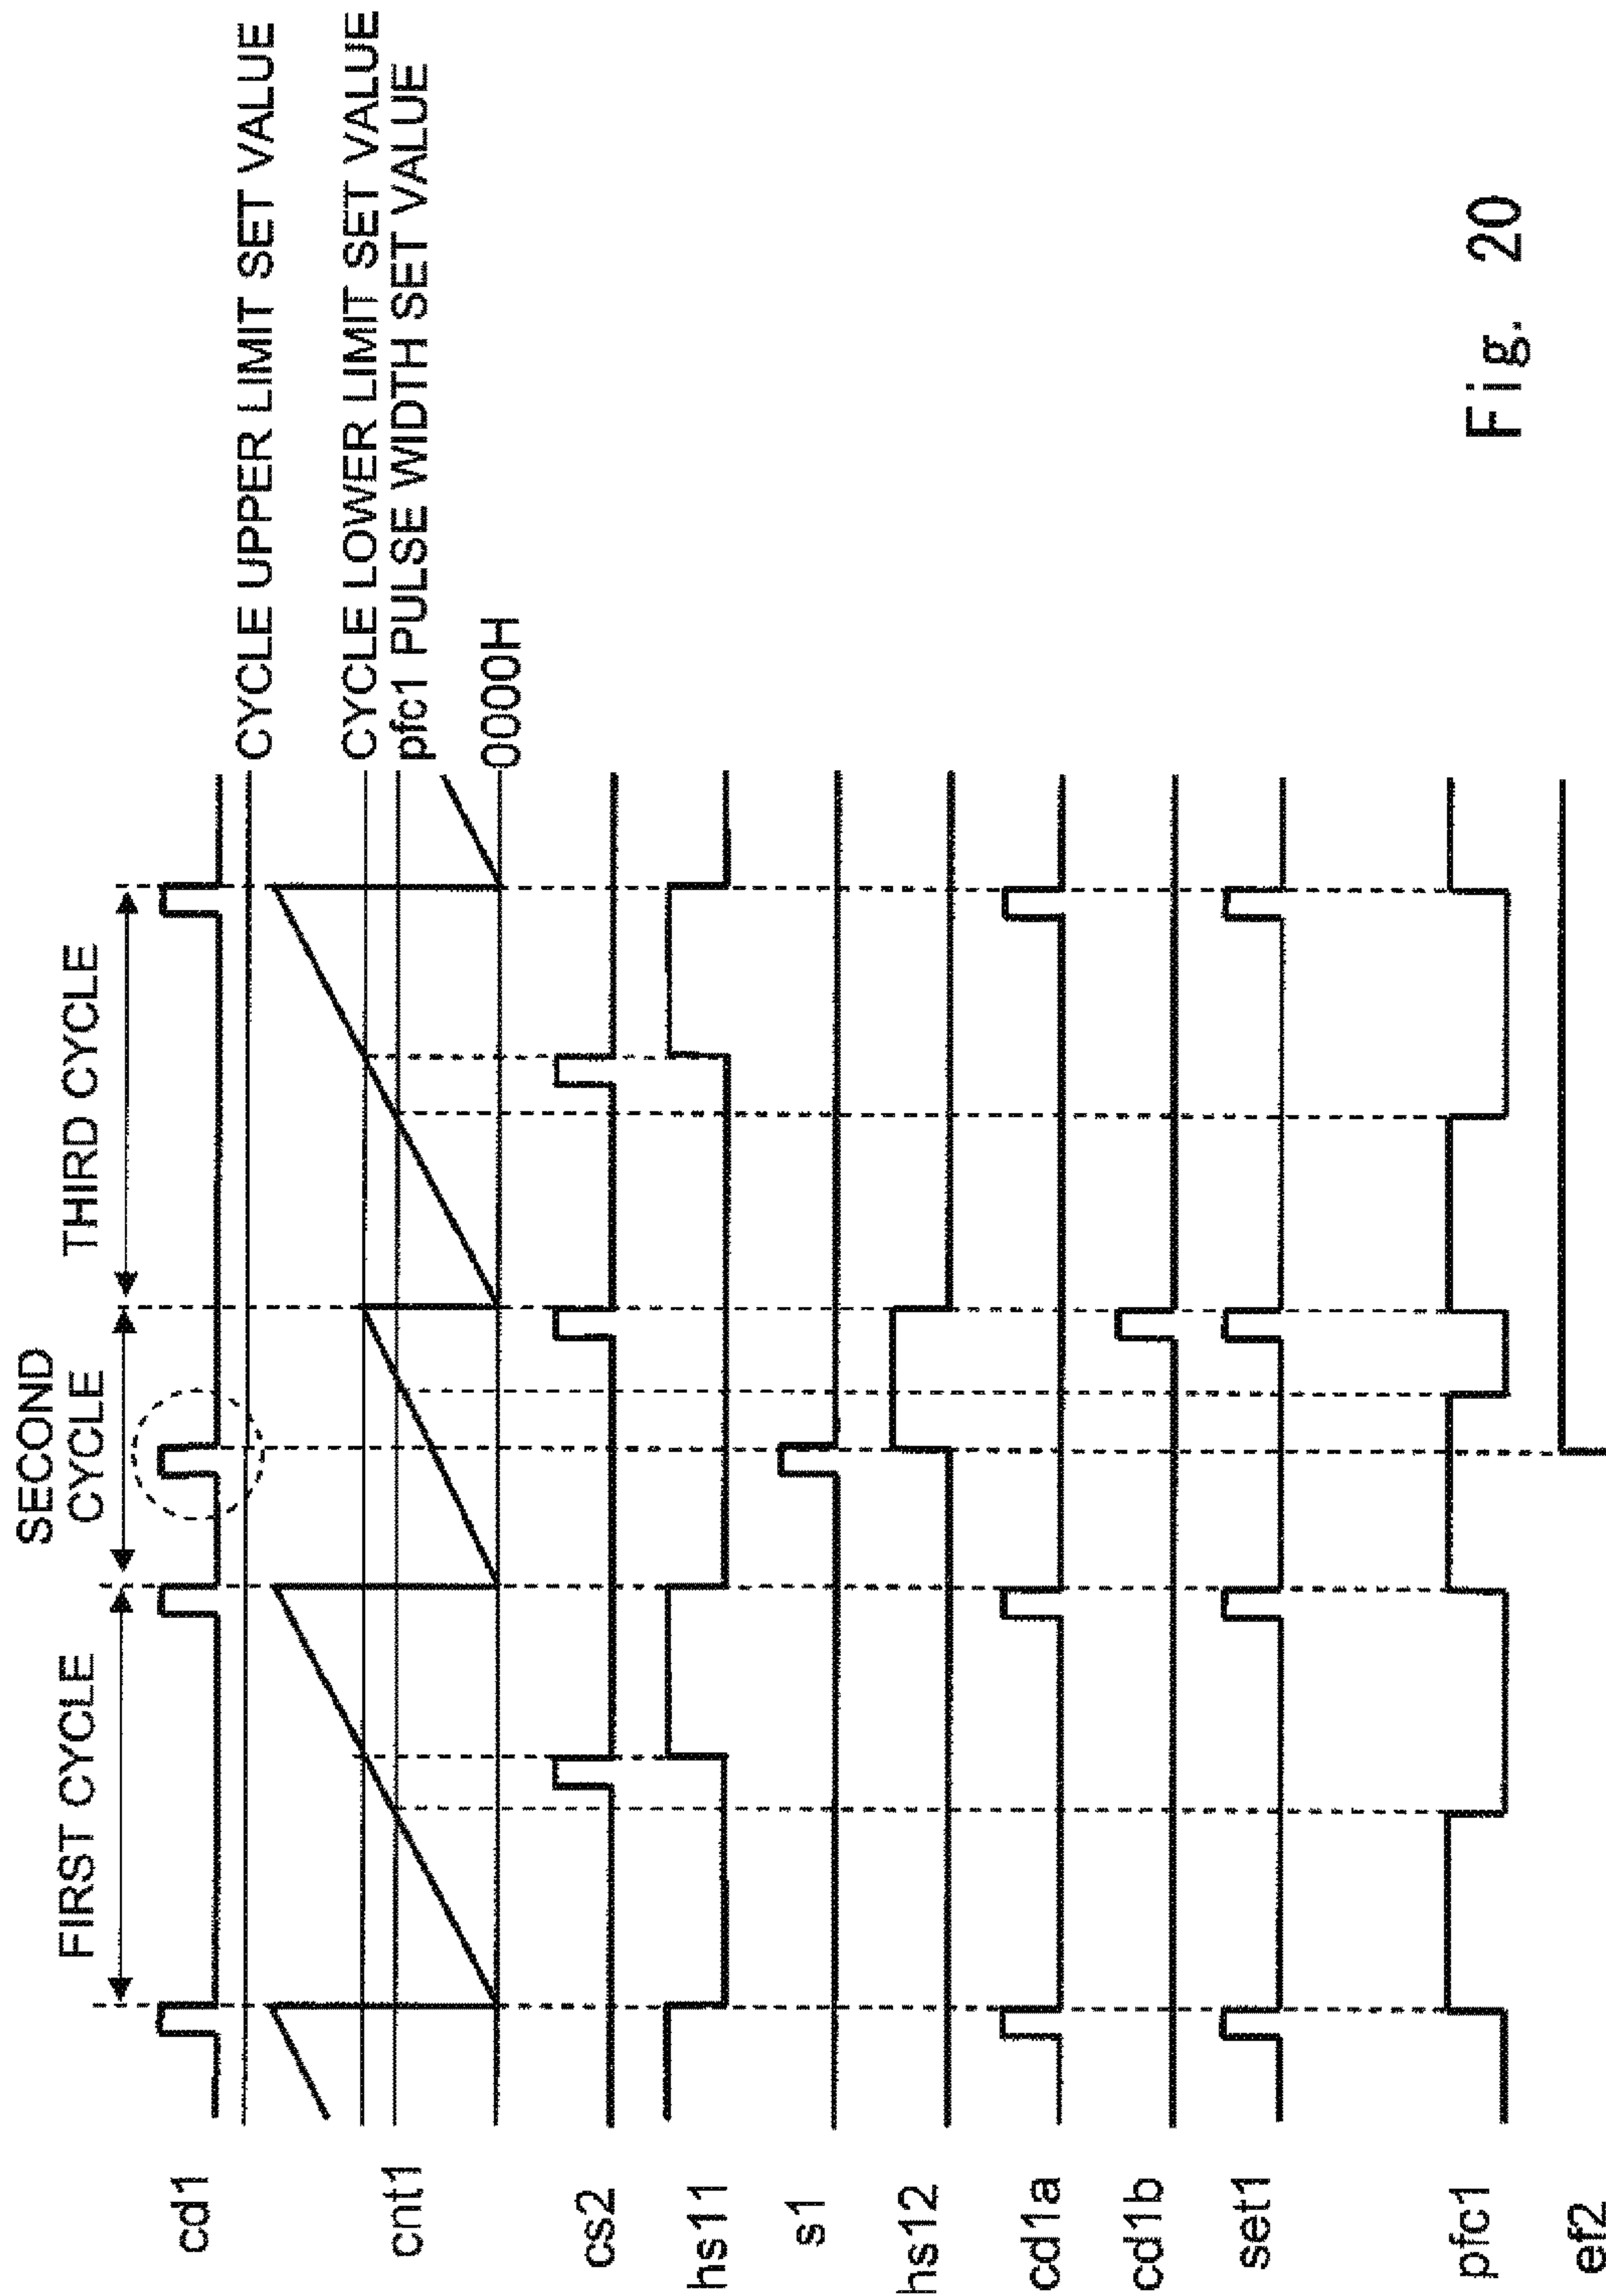 FIRST CYCLE
SECOND
CYCLE
THIRD CYCLE
cd1
CYCLE UPPER LIMIT SET VALUE
cnt1
CYCLE LOWER LIMIT SET VALUE
pfc1 PULSE WIDTH SET VALUE
0000H
cs2
hs11
s1
hs12
cd1a
cd1b
set1
pfc1
ef2
Fig. 20